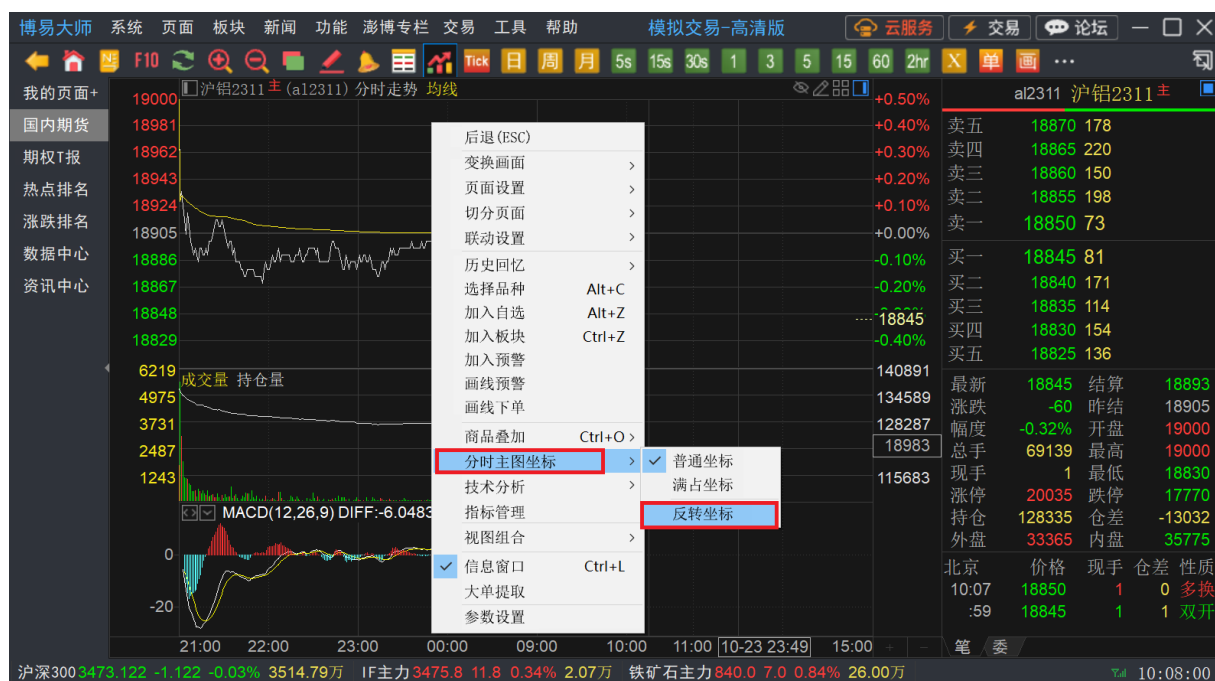 博易大师 系统 页面 板块 新闻 功能 澎博专栏 交易 工具 帮助 模拟交易-高清版 云服务 交易 论坛
F10 Tick 日 周 月 5s 15s 30s 1 3 5 15 60 2hr X 单 画 ...
我的页面+
国内期货
期权T报
热点排名
涨跌排名
数据中心
资讯中心
沪铝2311主 (al2311) 分时走势 均线
19000 +0.50%
18981 +0.40%
18962 +0.30%
18943 +0.20%
18924 +0.10%
18905 +0.00%
18886 -0.10%
18867 -0.20%
18848
18845
18829 -0.40%
6219 成交量 持仓量 140891
4975 134589
3731 128287
18983
2487
1243 115683
MACD(12,26,9) DIFF:-6.0483
0
-20
21:00 22:00 23:00 00:00 09:00 10:00 11:00 10-23 23:49 15:00 + -
后退(ESC)
变换画面 >
页面设置 >
切分页面 >
联动设置 >
历史回忆 >
选择品种 Alt+C
加入自选 Alt+Z
加入板块 Ctrl+Z
加入预警
画线预警
画线下单
商品叠加 Ctrl+O >
分时主图坐标 >
技术分析 >
指标管理
视图组合 >
信息窗口 Ctrl+L
大单提取
参数设置
普通坐标
满占坐标
反转坐标
al2311 沪铝2311主
卖五 18870 178
卖四 18865 220
卖三 18860 150
卖二 18855 198
卖一 18850 73
买一 18845 81
买二 18840 171
买三 18835 114
买四 18830 154
买五 18825 136
最新 18845 结算 18893
涨跌 -60 昨结 18905
幅度 -0.32% 开盘 19000
总手 69139 最高 19000
现手 1 最低 18830
涨停 20035 跌停 17770
持仓 128335 仓差 -13032
外盘 33365 内盘 35775
北京 价格 现手 仓差 性质
10:07 18850 1 0 多换
:59 18845 1 1 双开
笔 委
沪深300 3473.122 -1.122 -0.03% 3514.79万 IF主力 3475.8 11.8 0.34% 2.07万 铁矿石主力 840.0 7.0 0.84% 26.00万 10:08:00